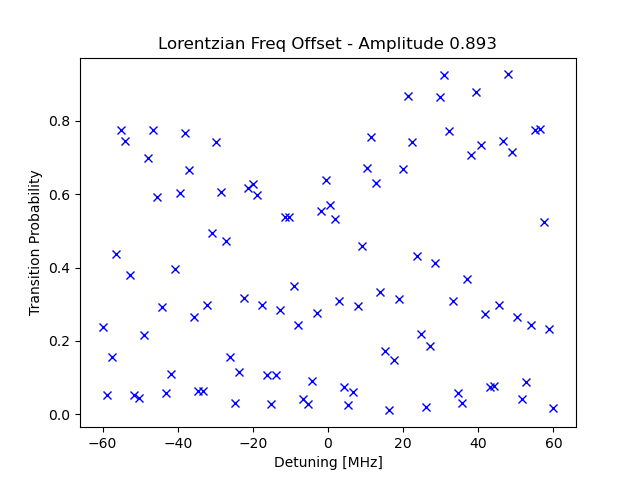 Lorentzian Freq Offset - Amplitude 0.893
Transition Probability
0.8
0.6
0.4
0.2
0.0
−60 −40 −20 0 20 40 60
Detuning [MHz]